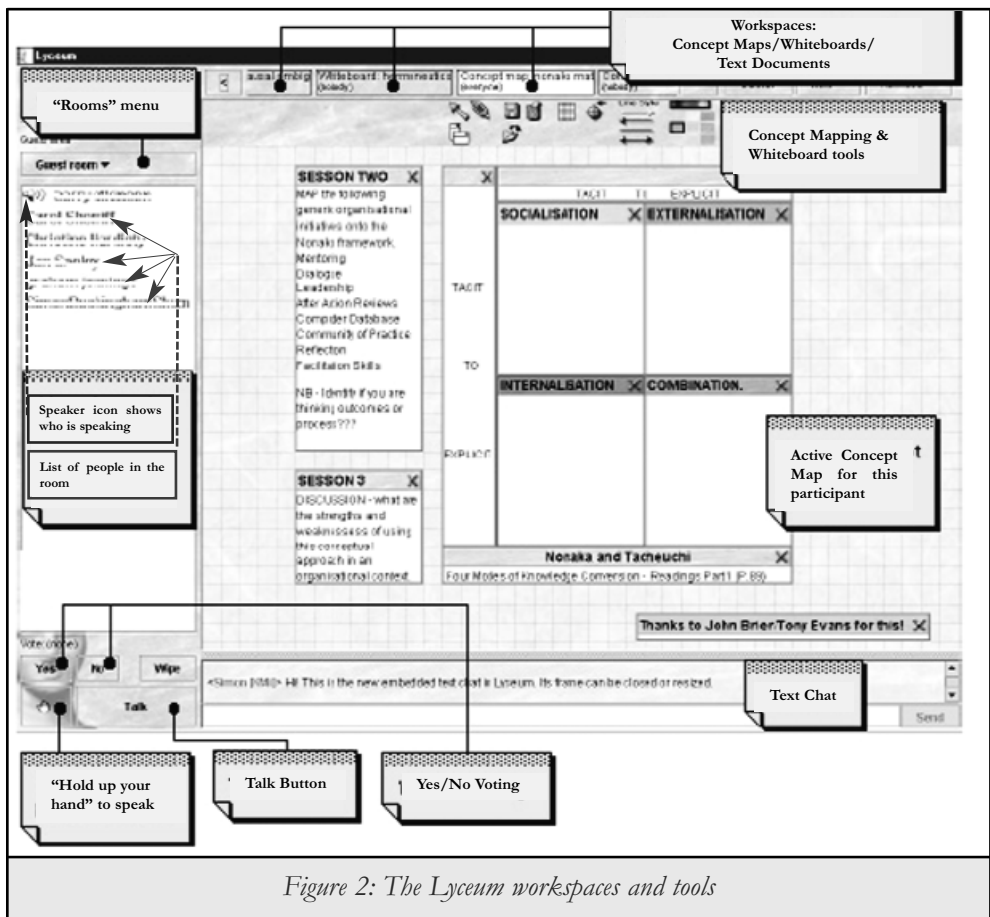 Workspaces:
Concept Maps/Whiteboards/
Text Documents
Lyceum
"Rooms" menu
Whiteboard: hermeneutics
(nobody)
(everyone)
Concept Mapping &
Whiteboard tools
Guest room
SESSION TWO
MAP the following
generic organisational
initiatives onto the
Nonaka framework.
Mentoring
Dialogue
Leadership
After Action Reviews
Computer Database
Community of Practice
Reflection
Facilitation Skills
NB - Identify if you are
thinking outcomes or
process???
TACIT TO EXPLICIT
SOCIALISATION
EXTERNALISATION
TACIT
TO
EXPLICIT
INTERNALISATION
COMBINATION.
Speaker icon shows
who is speaking
List of people in the
room
Active Concept
Map for this
participant
SESSION 3
DISCUSSION - what are
the strengths and
weaknissess of using
this conceptual
approach in an
organisational context
Nonaka and Tacheuchi
Four Modes of Knowledge Conversion - Readings Part1 (P.89)
Thanks to John Brier/Tony Evans for this!
Vote: (none)
Yes
No
Wipe
Talk
<Simon [KMI]> Hi! This is the new embedded text chat in Lyceum. Its frame can be closed or resized.
Text Chat
Send
"Hold up your
hand" to speak
Talk Button
Yes/No Voting
Figure 2: The Lyceum workspaces and tools